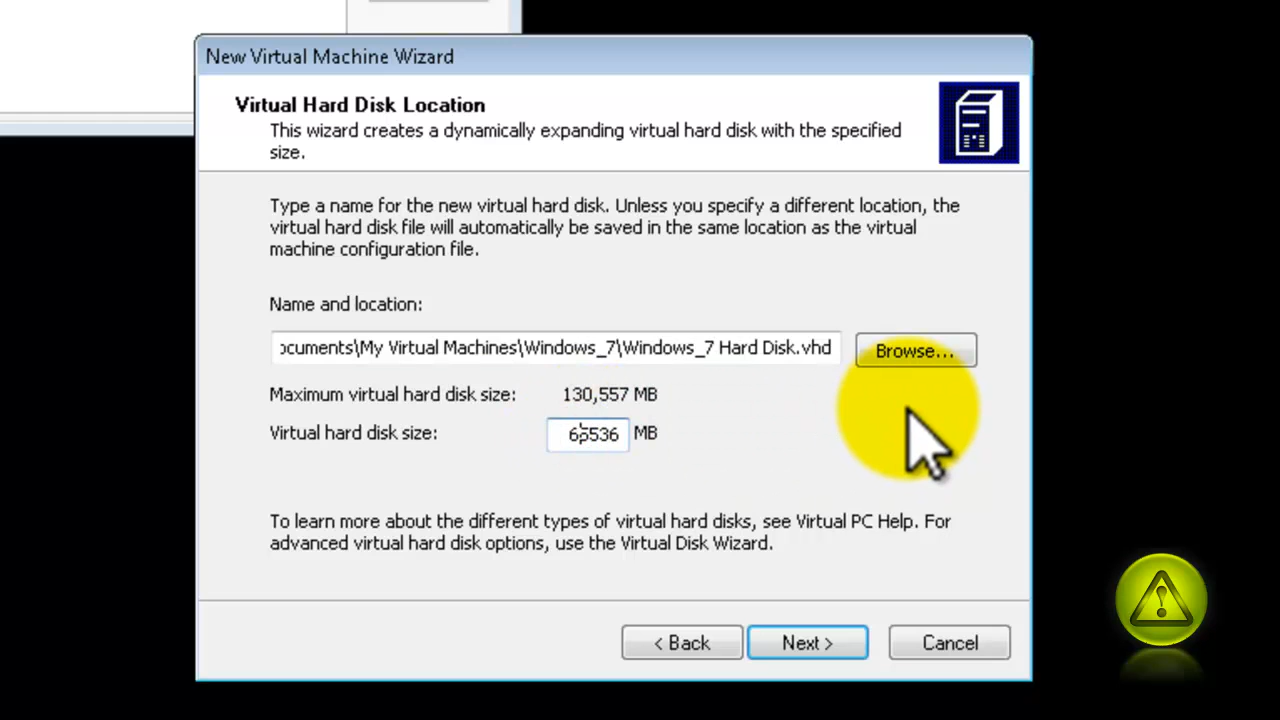 New Virtual Machine Wizard
Virtual Hard Disk Location
This wizard creates a dynamically expanding virtual hard disk with the specified
size.
Type a name for the new virtual hard disk. Unless you specify a different location, the
virtual hard disk file will automatically be saved in the same location as the virtual
machine configuration file.
Name and location:
ocuments\My Virtual Machines\Windows_7\Windows_7 Hard Disk.vhd
Browse...
Maximum virtual hard disk size: 130,557 MB
Virtual hard disk size: 65536 MB
To learn more about the different types of virtual hard disks, see Virtual PC Help. For
advanced virtual hard disk options, use the Virtual Disk Wizard.
< Back Next > Cancel